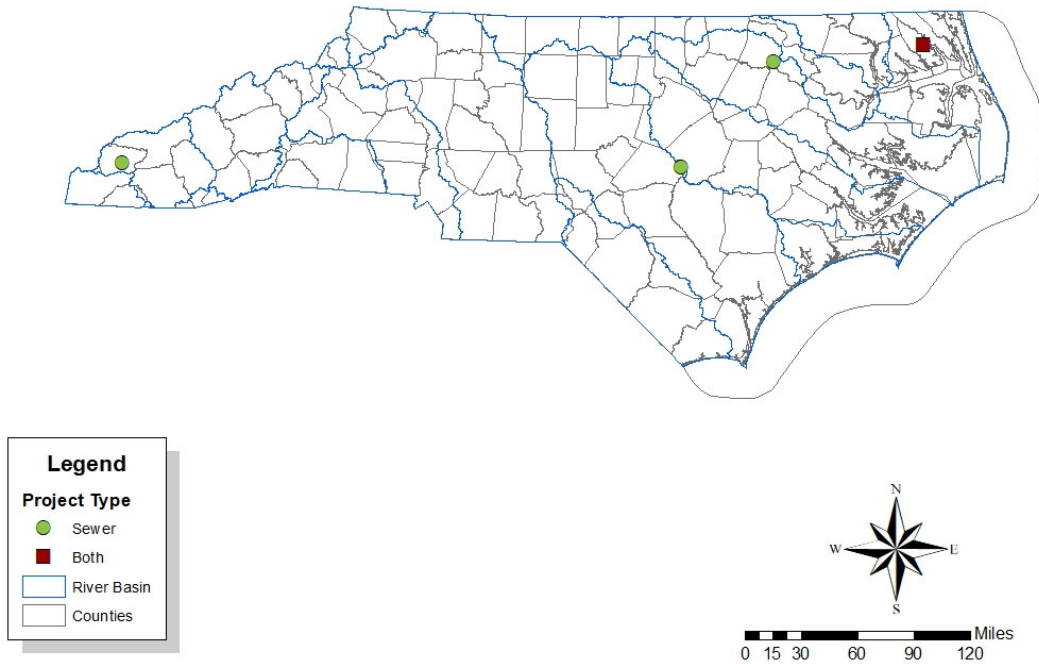 Legend
Project Type
Sewer
Both
River Basin
Counties
N
W E
S
Miles
0 15 30 60 90 120